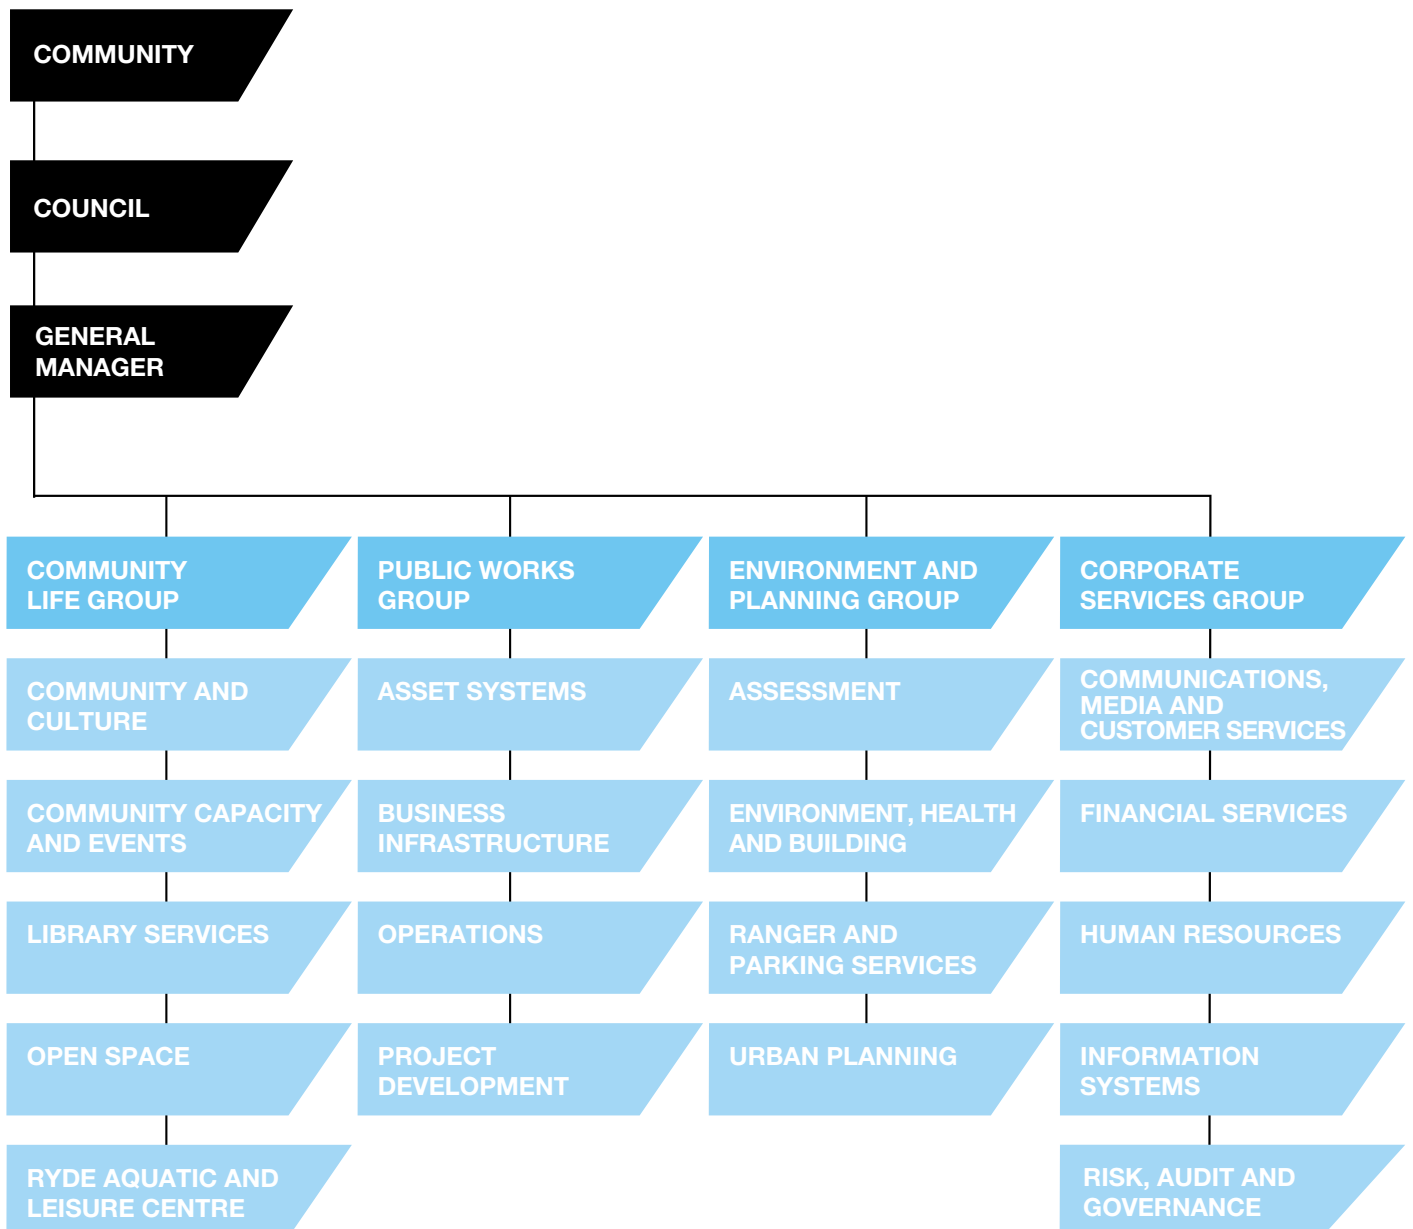 COMMUNITY
COUNCIL
GENERAL
MANAGER
COMMUNITY
LIFE GROUP
COMMUNITY AND
CULTURE
COMMUNITY CAPACITY
AND EVENTS
LIBRARY SERVICES
OPEN SPACE
RYDE AQUATIC AND
LEISURE CENTRE
PUBLIC WORKS
GROUP
ASSET SYSTEMS
BUSINESS
INFRASTRUCTURE
OPERATIONS
PROJECT
DEVELOPMENT
ENVIRONMENT AND
PLANNING GROUP
ASSESSMENT
ENVIRONMENT, HEALTH
AND BUILDING
RANGER AND
PARKING SERVICES
URBAN PLANNING
CORPORATE
SERVICES GROUP
COMMUNICATIONS,
MEDIA AND
CUSTOMER SERVICES
FINANCIAL SERVICES
HUMAN RESOURCES
INFORMATION
SYSTEMS
RISK, AUDIT AND
GOVERNANCE